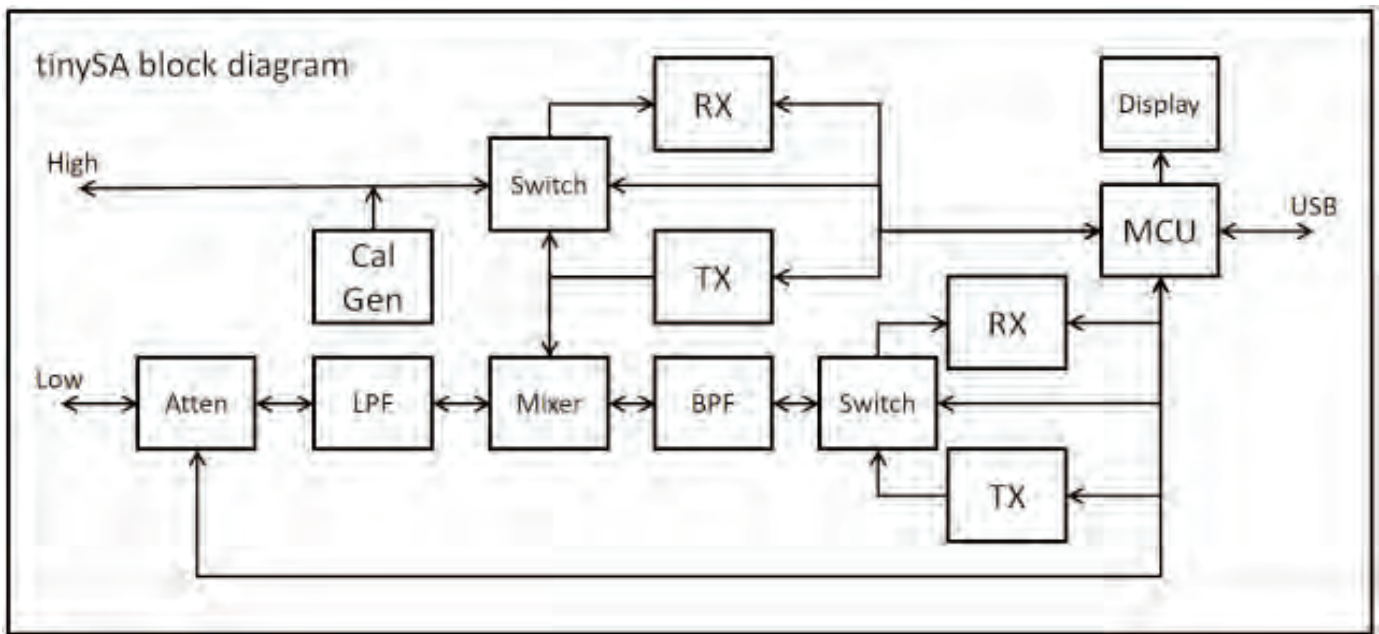 tinySA block diagram
RX
Display
High
Switch
MCU
USB
Cal
Gen
TX
RX
Low
Atten
LPF
Mixer
BPF
Switch
TX